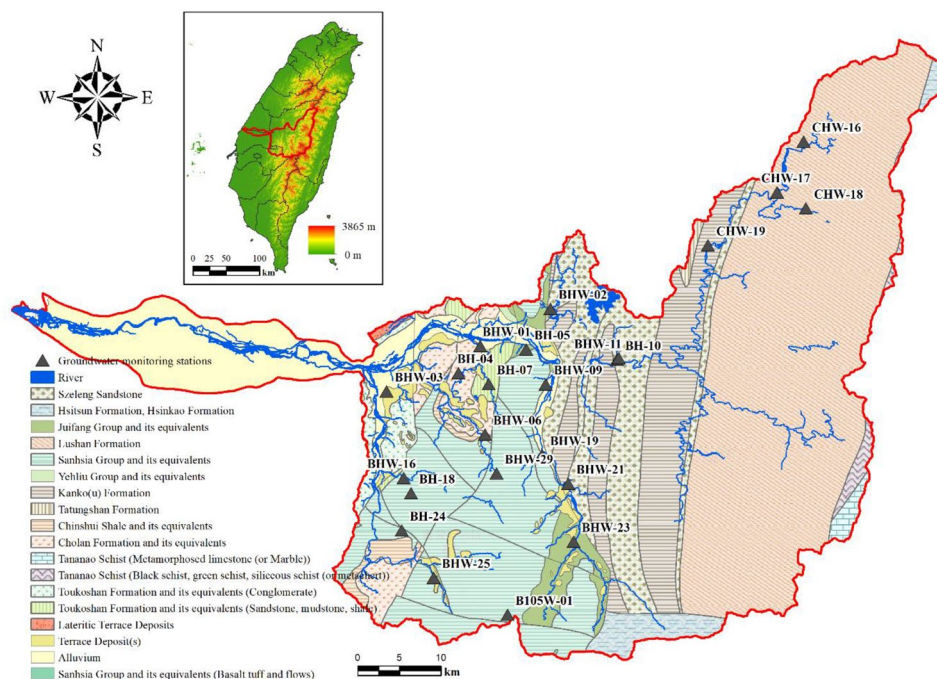 N
W E
S
3865 m
0 m
0 50 100
km
CHW-16
CHW-17
CHW-18
CHW-19
BHW-02
BHW-01
BH-05
BHW-11
BH-10
BH-04
BH-07
BHW-09
BHW-03
BHW-06
BHW-19
BHW-29
BHW-16
BH-18
BHW-21
BH-24
BHW-23
BHW-25
B105W-01
Groundwater monitoring stations
River
Szeleng Sandstone
Hsitsun Formation, Hsinkao Formation
Juifang Group and its equivalents
Lushan Formation
Sanhsia Group and its equivalents
Yehliu Group and its equivalents
Kanko(u) Formation
Tatungshan Formation
Chinshui Shale and its equivalents
Cholan Formation and its equivalents
Tananao Schist (Metamorphosed limestone (or Marble)
Tananao Schist (Black schist, green schist, siliceous schist (or metachert))
Toukoshan Formation and its equivalents (Conglomerate)
Toukoshan Formation and its equivalents (Sandstone, mudstone, shale)
Lateritic Terrace Deposits
Terrace Deposit(s)
Alluvium
Sanhsia Group and its equivalents (Basalt tuff and flows)
0 5 10
km